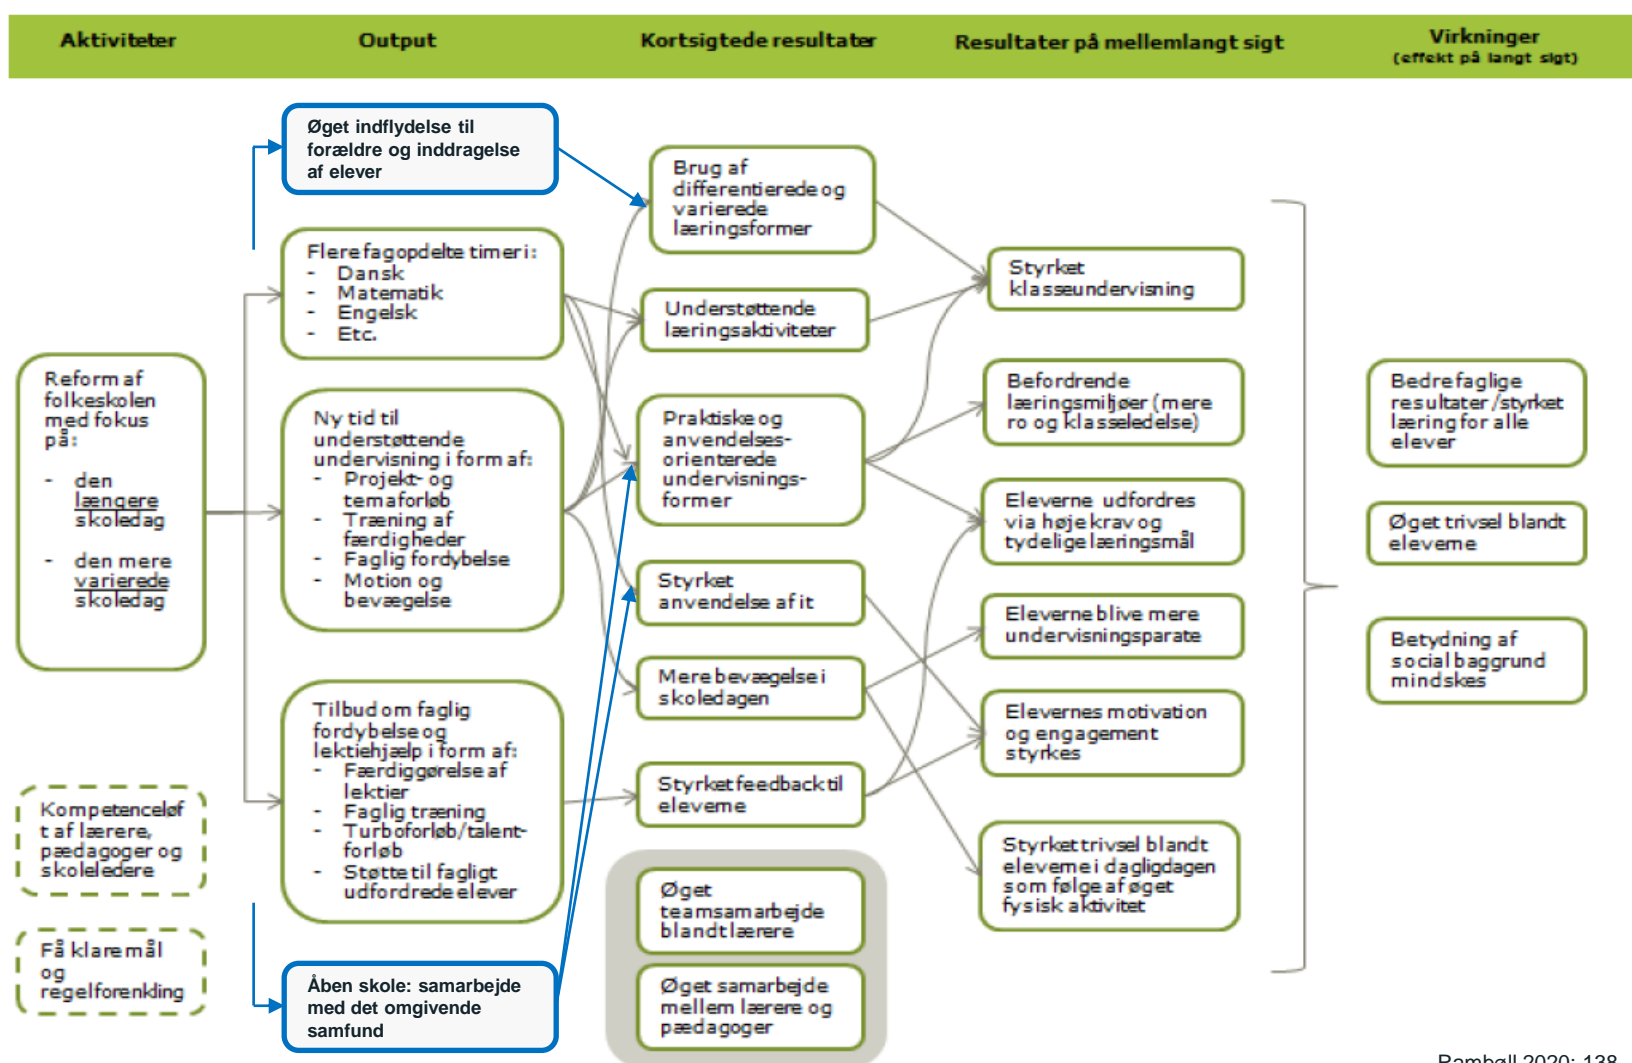 Aktiviteter
Output
Kortsigtede resultater
Resultater på mellemlangt sigt
Virkninger
(effekt på langt sigt)
Reform af
folkeskolen
med fokus
på:
- den
længere
skoledag
- den mere
varierede
skoledag
Kompetenceløf
t af lærere,
pædagoger og
skoleledere
Få klare mål
og
regelforenkling
Øget indflydelse til
forældre og inddragelse
af elever
Flere fagopdelte timer i:
- Dansk
- Matematik
- Engelsk
- Etc.
Ny tid til
understøttende
undervisning i form af:
- Projekt- og
temaforløb
- Træning af
færdigheder
- Faglig fordybelse
- Motion og
bevægelse
Tilbud om faglig
fordybelse og
lektiehjælp i form af:
- Færdiggørelse af
lektier
- Faglig træning
- Turboforløb/talent-
forløb
- Støtte til fagligt
udfordrede elever
Åben skole: samarbejde
med det omgivende
samfund
Brug af
differentierede og
varierede
læringsformer
Understøttende
læringsaktiviteter
Praktiske og
anvendelses-
orienterede
undervisnings-
former
Styrket
anvendelse af it
Mere bevægelse i
skoledagen
Styrket feedback til
eleverne
Øget
teamsamarbejde
blandt lærere
Øget samarbejde
mellem lærere og
pædagoger
Styrket
klasseundervisning
Befordrende
læringsmiljøer (mere
ro og klasseledelse)
Eleverne udfordres
via høje krav og
tydelige læringsmål
Eleverne blive mere
undervisningsparate
Elevernes motivation
og engagement
styrkes
Styrket trivsel blandt
eleverne i dagligdagen
som følge af øget
fysisk aktivitet
Bedre faglige
resultater/styrket
læring for alle
elever
Øget trivsel blandt
eleverne
Betydning af
social baggrund
mindskes
Rambøll 2020: 138